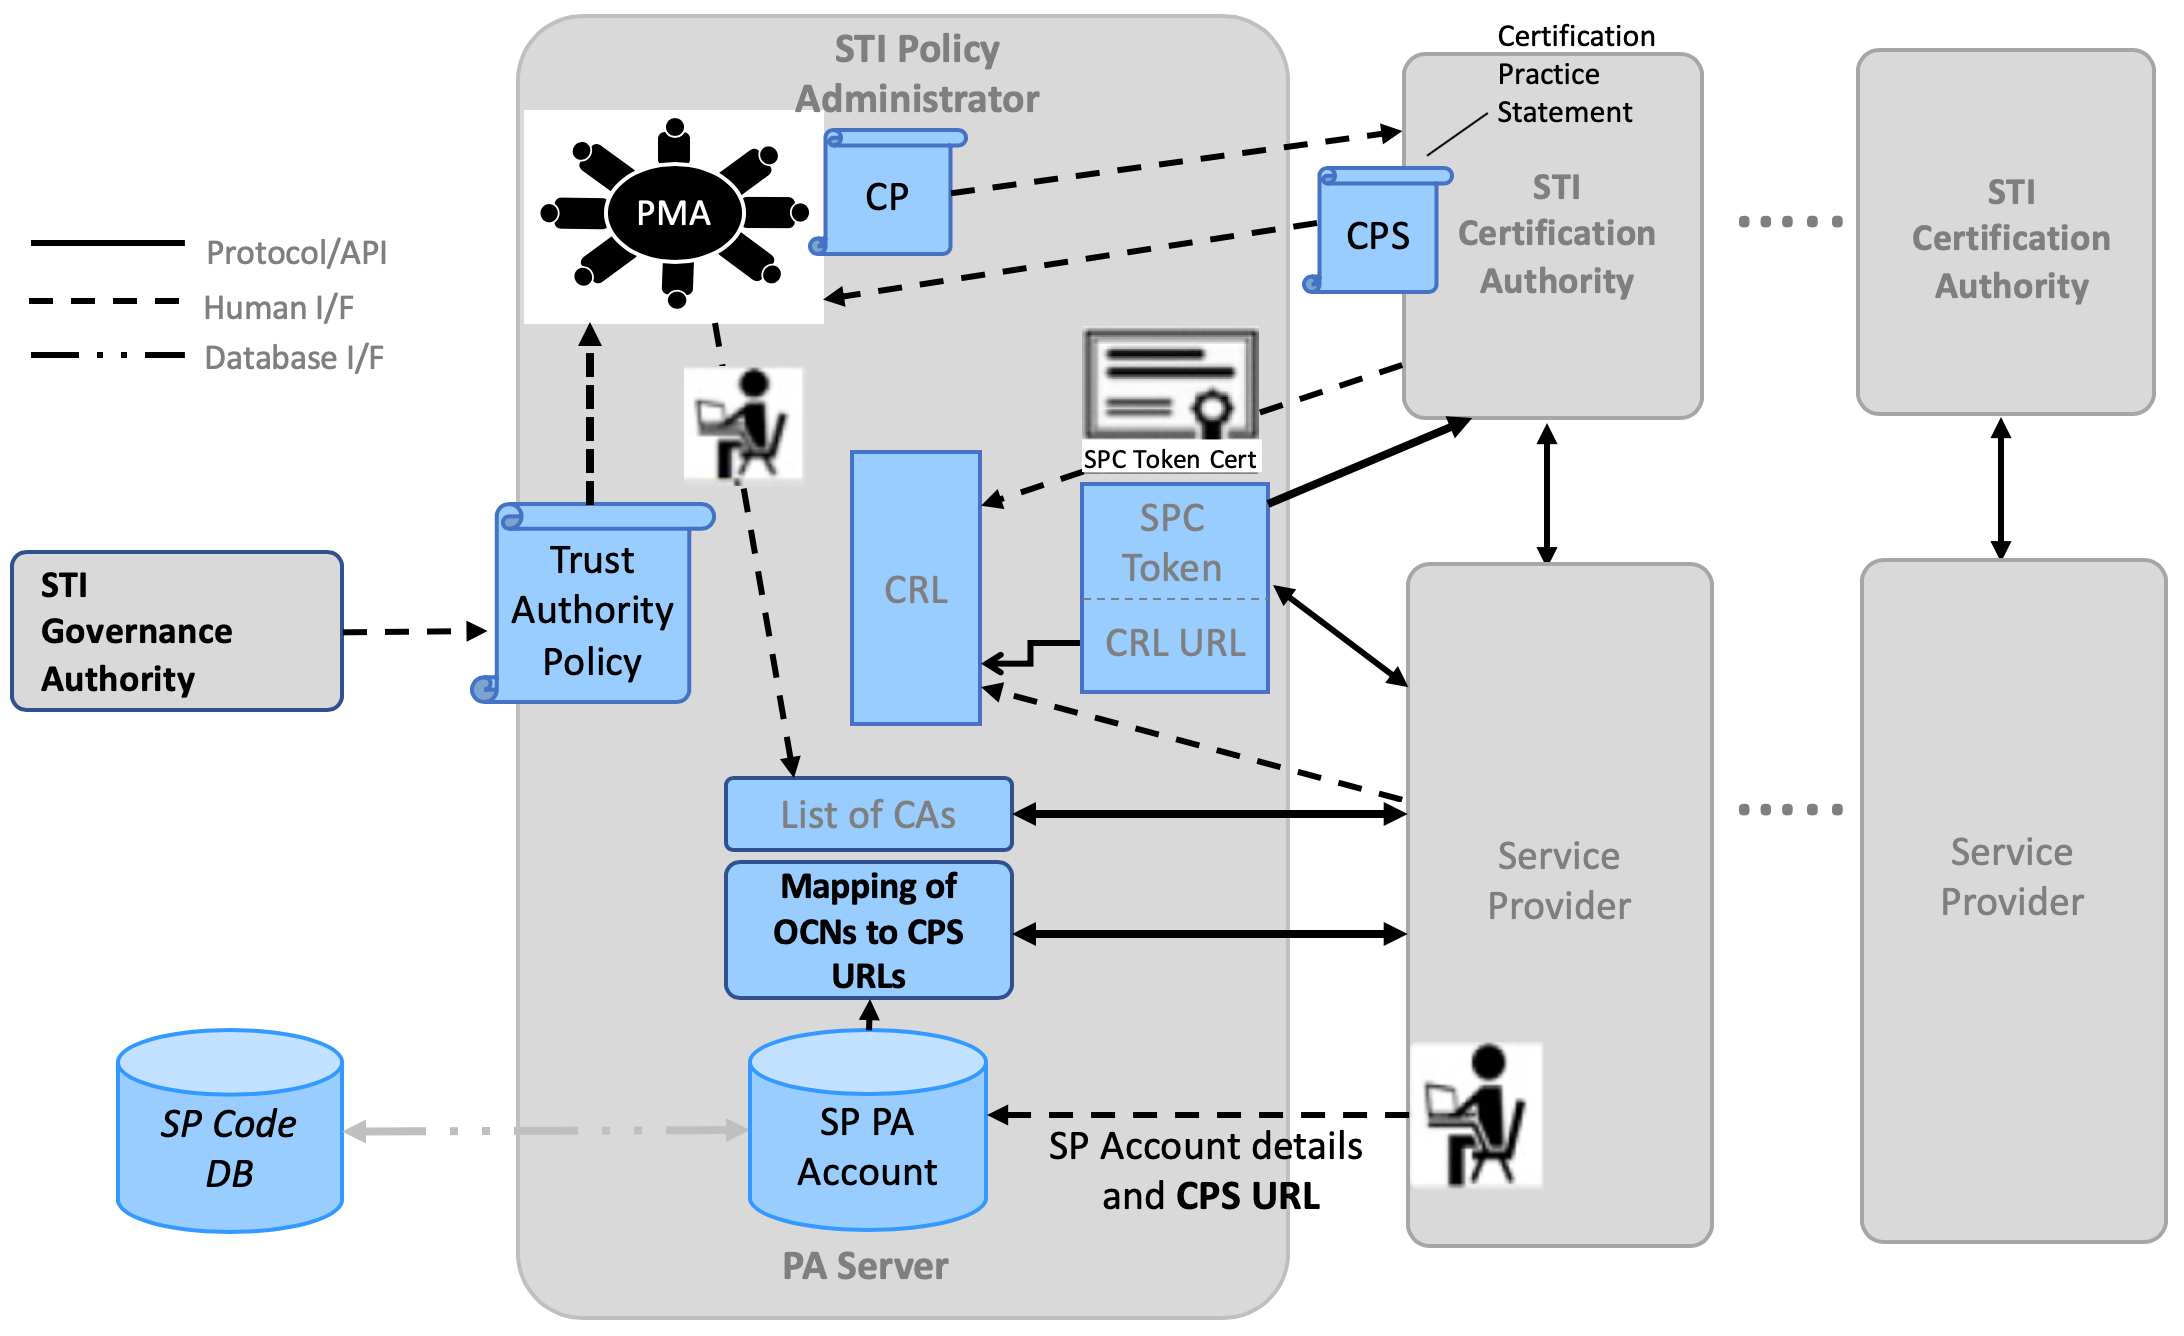 STI Policy
Administrator
Certification
Practice
Statement
PMA
CP
CPS
STI
Certification
Authority
STI
Certification
Authority
Protocol/API
Human I/F
Database I/F
SPC Token Cert
SPC
Token
CRL URL
CRL
STI
Governance
Authority
Trust
Authority
Policy
List of CAs
Mapping of
OCNs to CPS
URLs
Service
Provider
Service
Provider
SP Code
DB
SP PA
Account
SP Account details
and CPS URL
PA Server